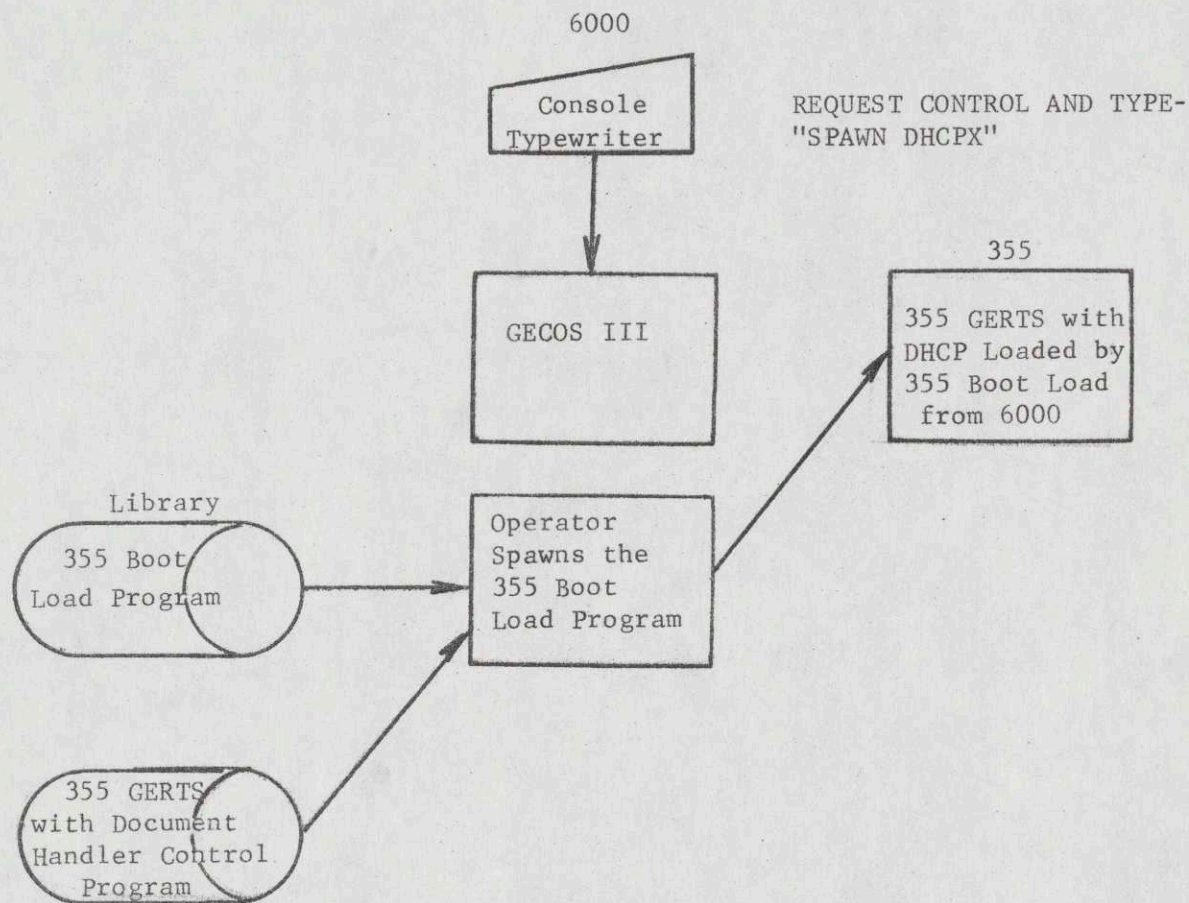 6000
Console
Typewriter
REQUEST CONTROL AND TYPE-
"SPAWN DHCPX"
GECOS III
355
355 GERTS with
DHCP Loaded by
355 Boot Load
from 6000
Library
355 Boot
Load Program
Operator
Spawns the
355 Boot
Load Program
355 GERTS
with Document
Handler Control
Program